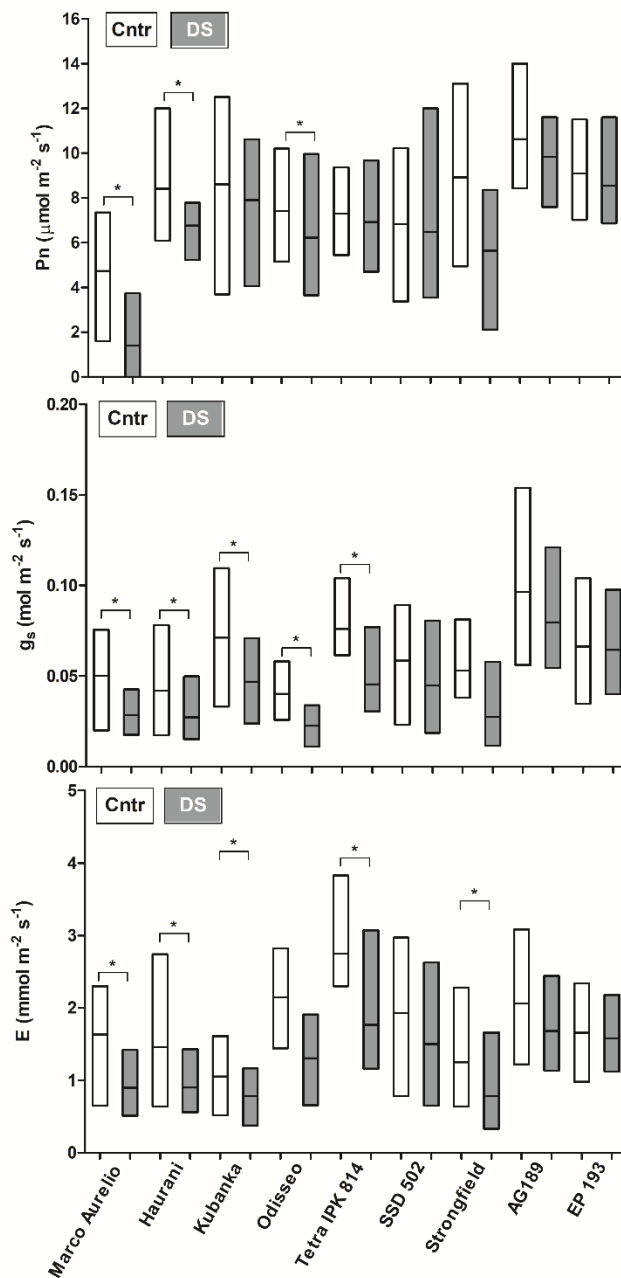 Cntr DS
16
14
12
10
8
6
4
2
0
Pn (μmol m-2 s-1)
* * *
Cntr DS
0.20
0.15
0.10
0.05
0.00
gs (mol m-2 s-1)
* * * * *
Cntr DS
5
4
3
2
1
0
E (mmol m-2 s-1)
* * * * *
Marco Aurelio
Haurani
Kubanka
Odisseo
Tetra IPK 814
SSD 502
Strongfield
AG189
EP 193